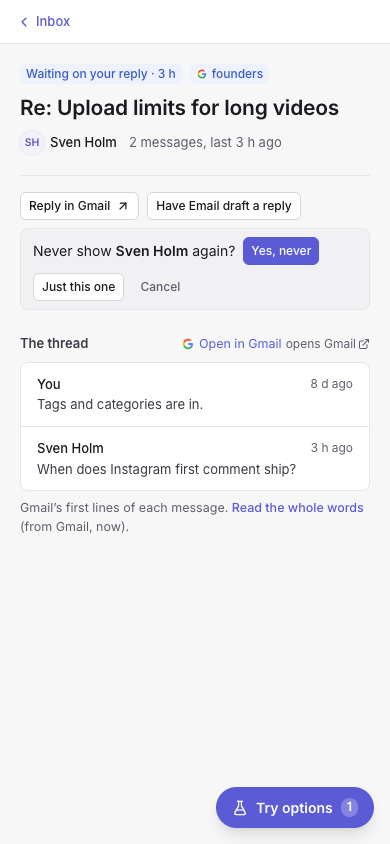 Inbox
Waiting on your reply · 3 h founders
Re: Upload limits for long videos
SH Sven Holm 2 messages, last 3 h ago
Reply in Gmail Have Email draft a reply
Never show Sven Holm again? Yes, never
Just this one Cancel
The thread Open in Gmail opens Gmail
You 8 d ago
Tags and categories are in.
Sven Holm 3 h ago
When does Instagram first comment ship?
Gmail’s first lines of each message. Read the whole words
(from Gmail, now).
Try options 1